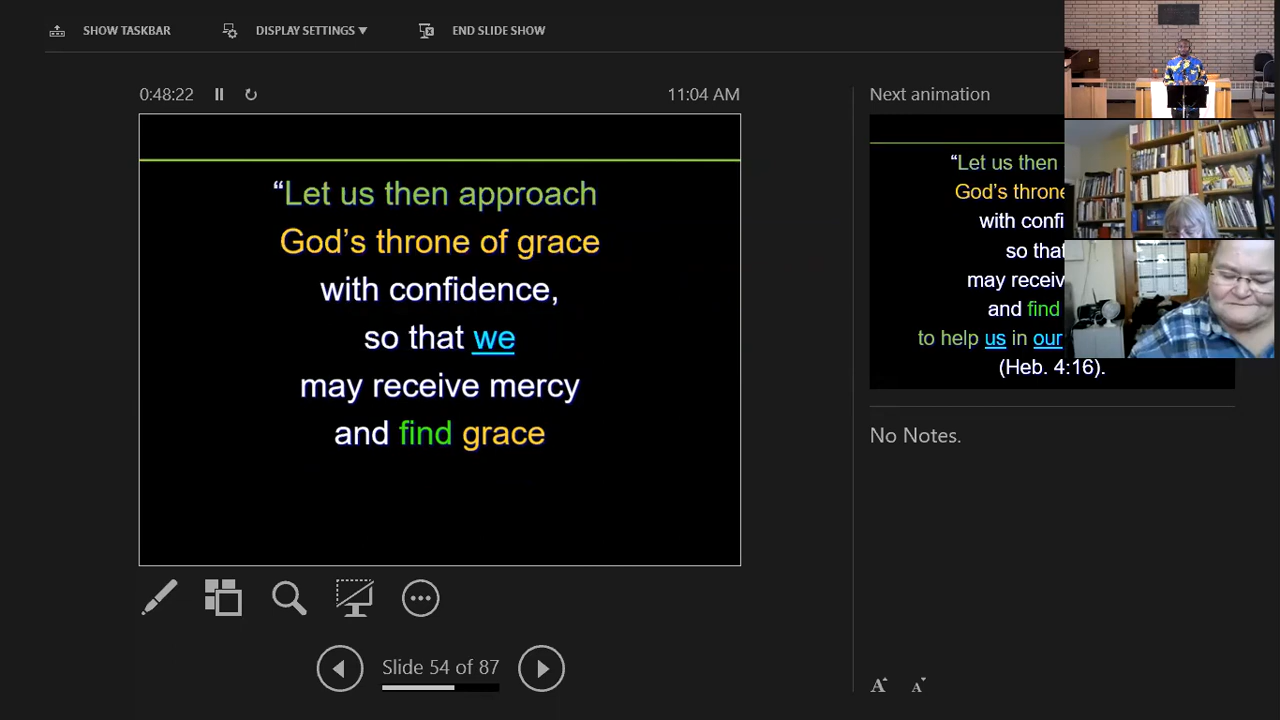 SHOW TASKBAR DISPLAY SETTINGS ▾ END SLIDE SHOW
0:48:22 11:04 AM
“Let us then approach
God’s throne of grace
with confidence,
so that we
may receive mercy
and find grace
Slide 54 of 87
Next animation
“Let us then
God’s throne
with confi
so that
may receiv
and find
to help us in our
(Heb. 4:16).
No Notes.
A A